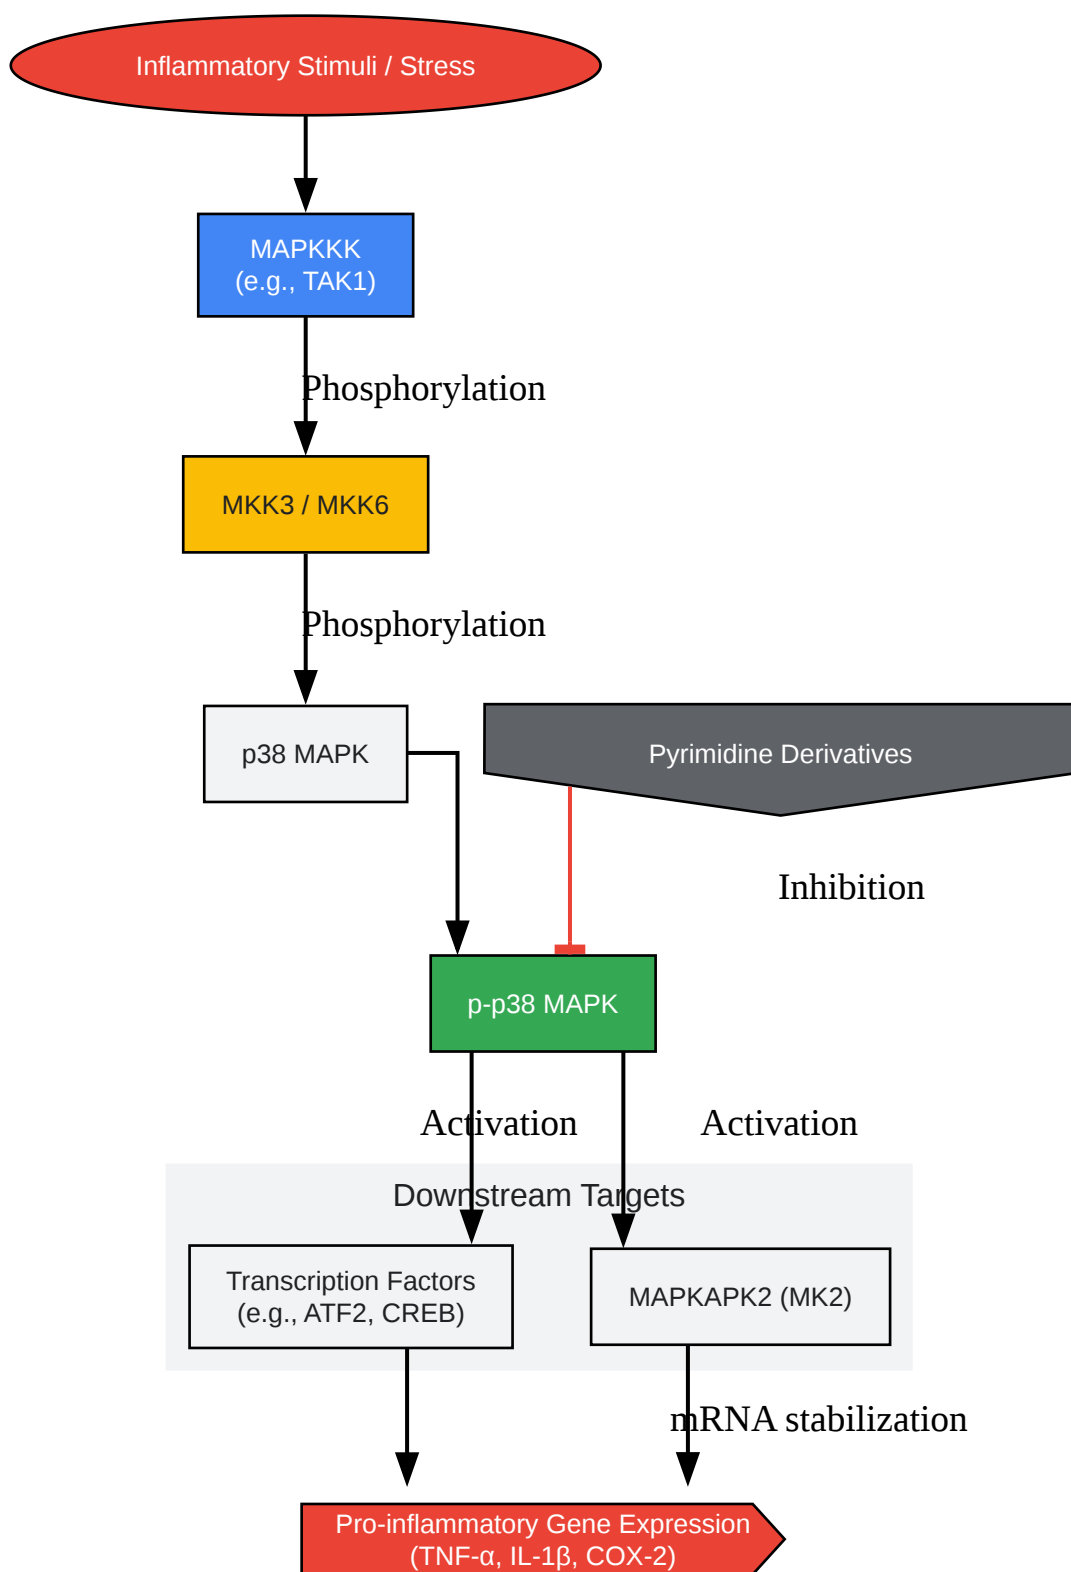 Inflammatory Stimuli / Stress
MAPKKK
(e.g., TAK1)
Phosphorylation
MKK3 / MKK6
Phosphorylation
p38 MAPK
Pyrimidine Derivatives
Inhibition
p-p38 MAPK
Activation
Activation
Downstream Targets
Transcription Factors
(e.g., ATF2, CREB)
MAPKAPK2 (MK2)
mRNA stabilization
Pro-inflammatory Gene Expression
(TNF-α, IL-1β, COX-2)